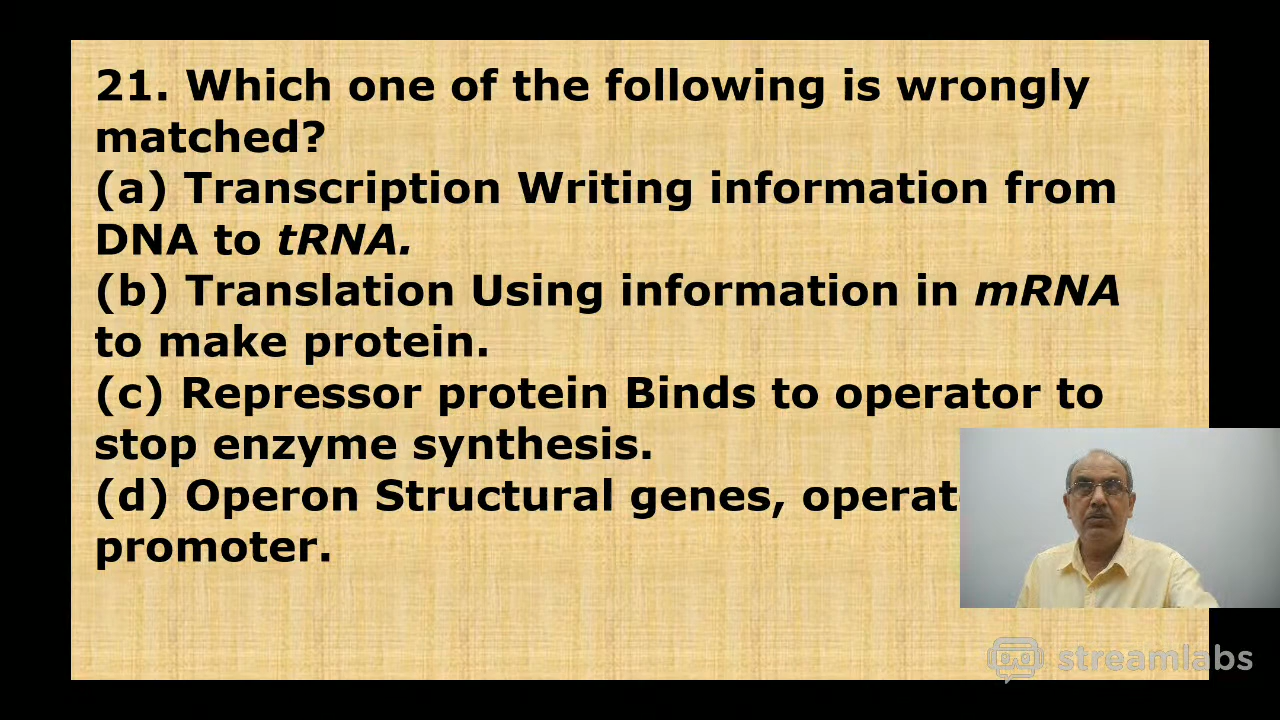 21. Which one of the following is wrongly
matched?
(a) Transcription Writing information from
DNA to tRNA.
(b) Translation Using information in mRNA
to make protein.
(c) Repressor protein Binds to operator to
stop enzyme synthesis.
(d) Operon Structural genes,
promoter.
streamlabs